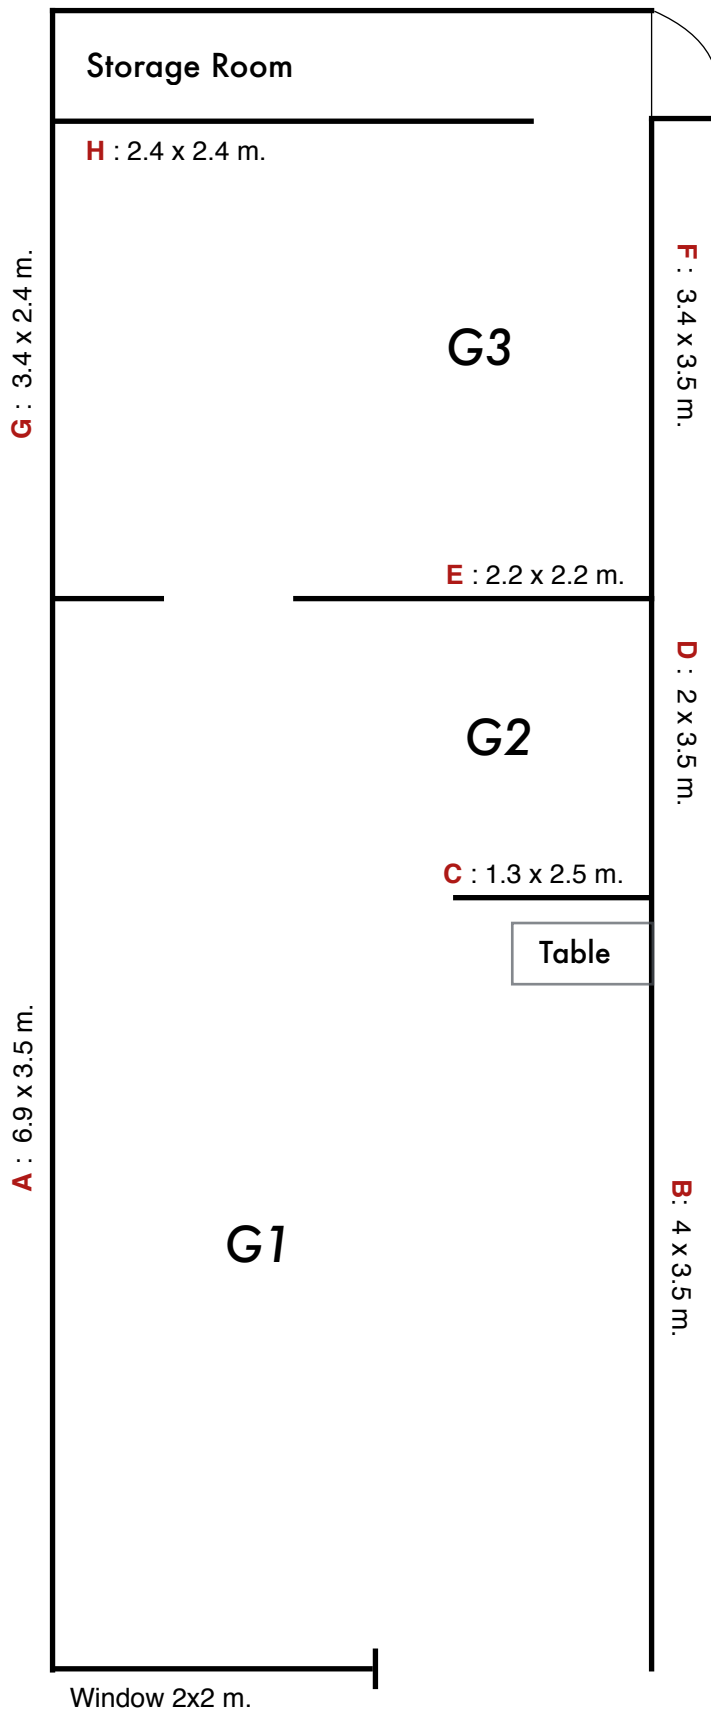 Storage Room
H : 2.4 x 2.4 m.
G : 3.4 x 2.4 m.
F : 3.4 x 3.5 m.
G3
E : 2.2 x 2.2 m.
D : 2 x 3.5 m.
G2
C : 1.3 x 2.5 m.
Table
A : 6.9 x 3.5 m.
B: 4 x 3.5 m.
G1
Window 2x2 m.